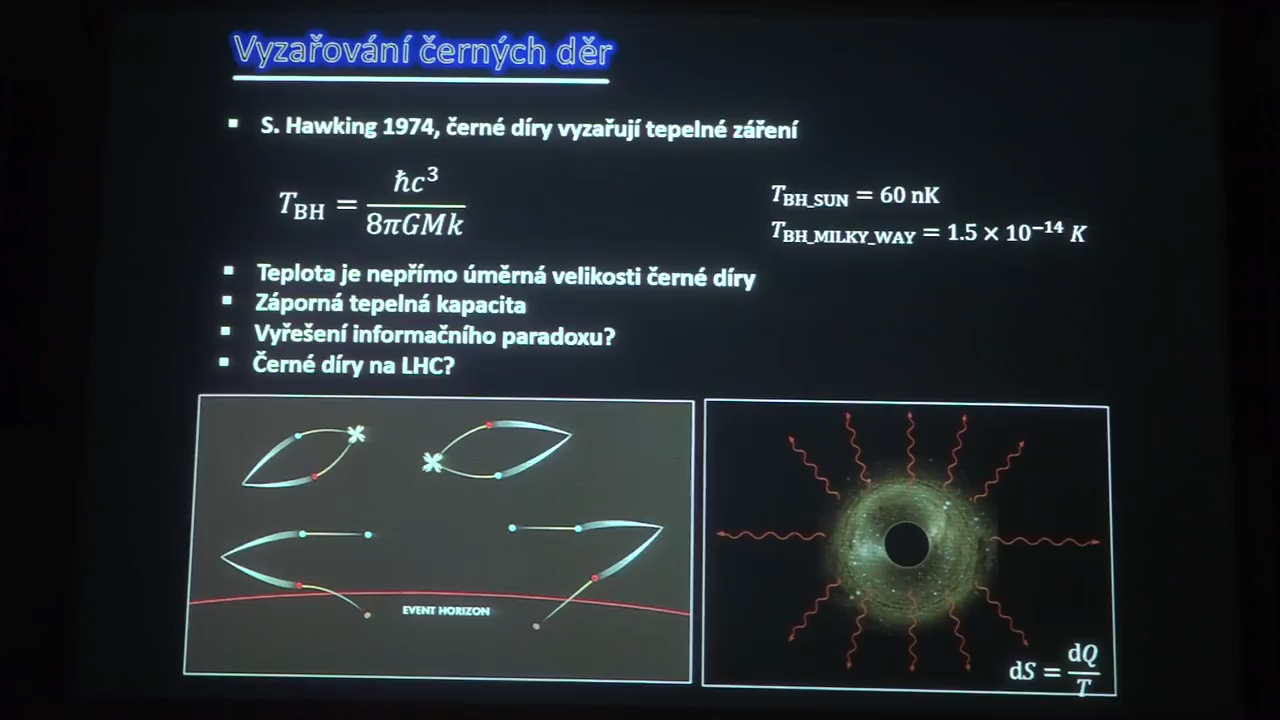 Vyzařování černých děr
▪ S. Hawking 1974, černé díry vyzařují tepelné záření
T_BH = ℏc³ / 8πGMk
T_BH_SUN = 60 nK
T_BH_MILKY_WAY = 1.5 × 10⁻¹⁴ K
▪ Teplota je nepřímo úměrná velikosti černé díry
▪ Záporná tepelná kapacita
▪ Vyřešení informačního paradoxu?
▪ Černé díry na LHC?
EVENT HORIZON
dS = dQ / T